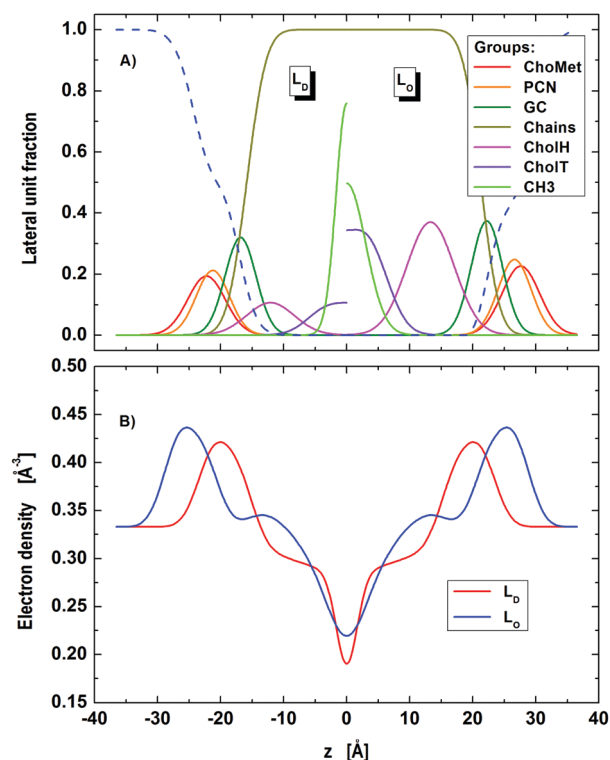 1.0
0.8
0.6
0.4
0.2
0.0
Lateral unit fraction
A)
L_D
L_O
Groups:
ChoMet
PCN
GC
Chains
CholH
CholT
CH3
0.50
0.45
0.40
0.35
0.30
0.25
0.20
0.15
Electron density [Å⁻³]
B)
L_D
L_O
-40 -30 -20 -10 0 10 20 30 40
z [Å]